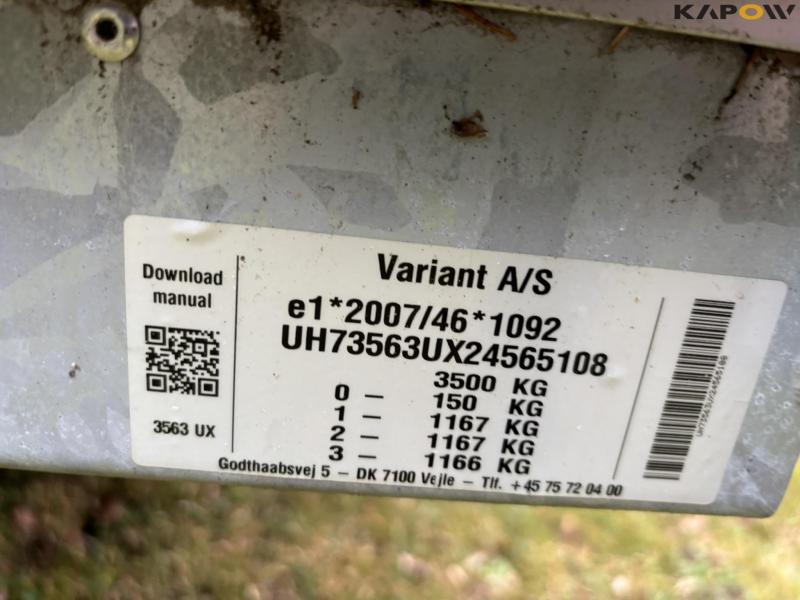 KAPOW
Download
manual
3563 UX
Variant A/S
e1*2007/46*1092
UH73563UX24565108
3500 KG
0 – 150 KG
1 – 1167 KG
2 – 1167 KG
3 – 1166 KG
Godthaabsvej 5 – DK 7100 Vejle – Tlf. +45 75 72 04 00
UH73563UX24565108